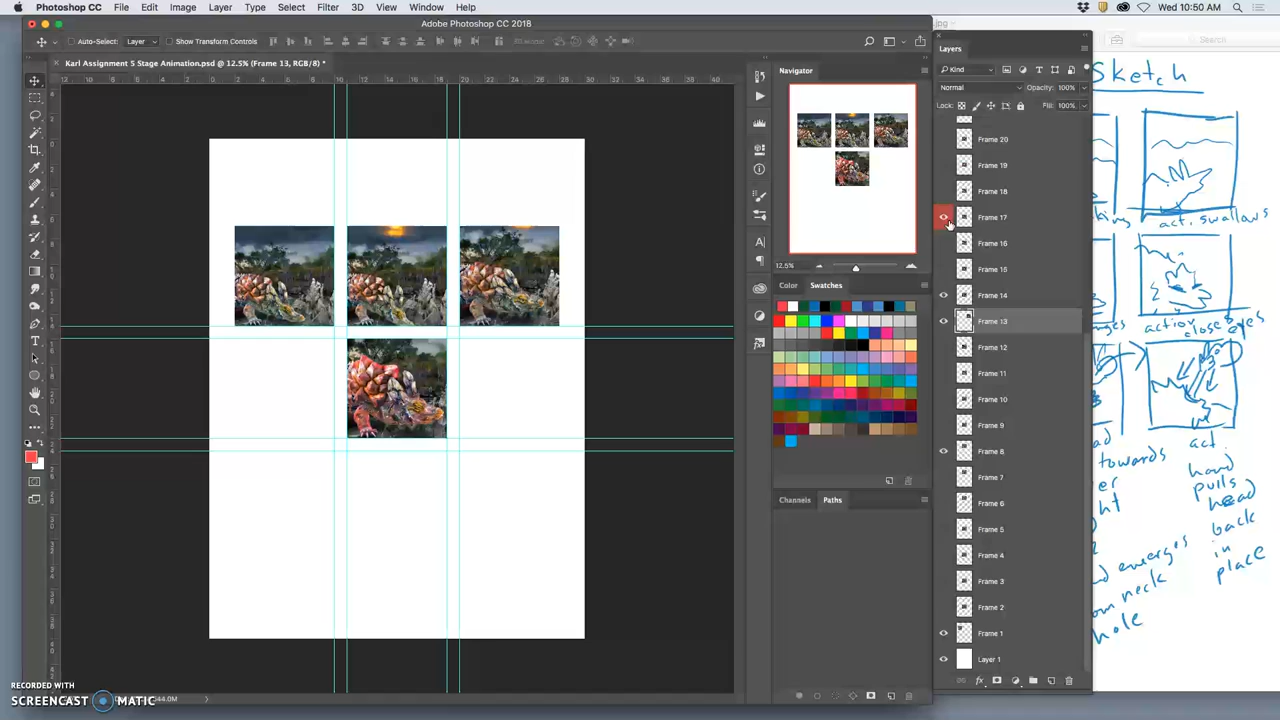 Photoshop CC File Edit Image Layer Type Select Filter 3D View Window Help Wed 10:50 AM
Adobe Photoshop CC 2018
.jpg
Auto-Select: Layer Show Transform Controls
Search
Karl Assignment 5 Stage Animation.psd @ 12.5% (Frame 13, RGB/8) *
Navigator
12.5%
Color Swatches
Channels Paths
Layers
Kind
Normal Opacity: 100%
Lock: Fill: 100%
Frame 20
Frame 19
Frame 18
Frame 17
Frame 16
Frame 15
Frame 14
Frame 13
Frame 12
Frame 11
Frame 10
Frame 9
Frame 8
Frame 7
Frame 6
Frame 5
Frame 4
Frame 3
Frame 2
Frame 1
Layer 1
Sketch
act. swallows
action closes eyes
act.
hand
pulls
head
back
in
place
towards
emerges
neck
hole
RECORDED WITH
SCREENCAST MATIC